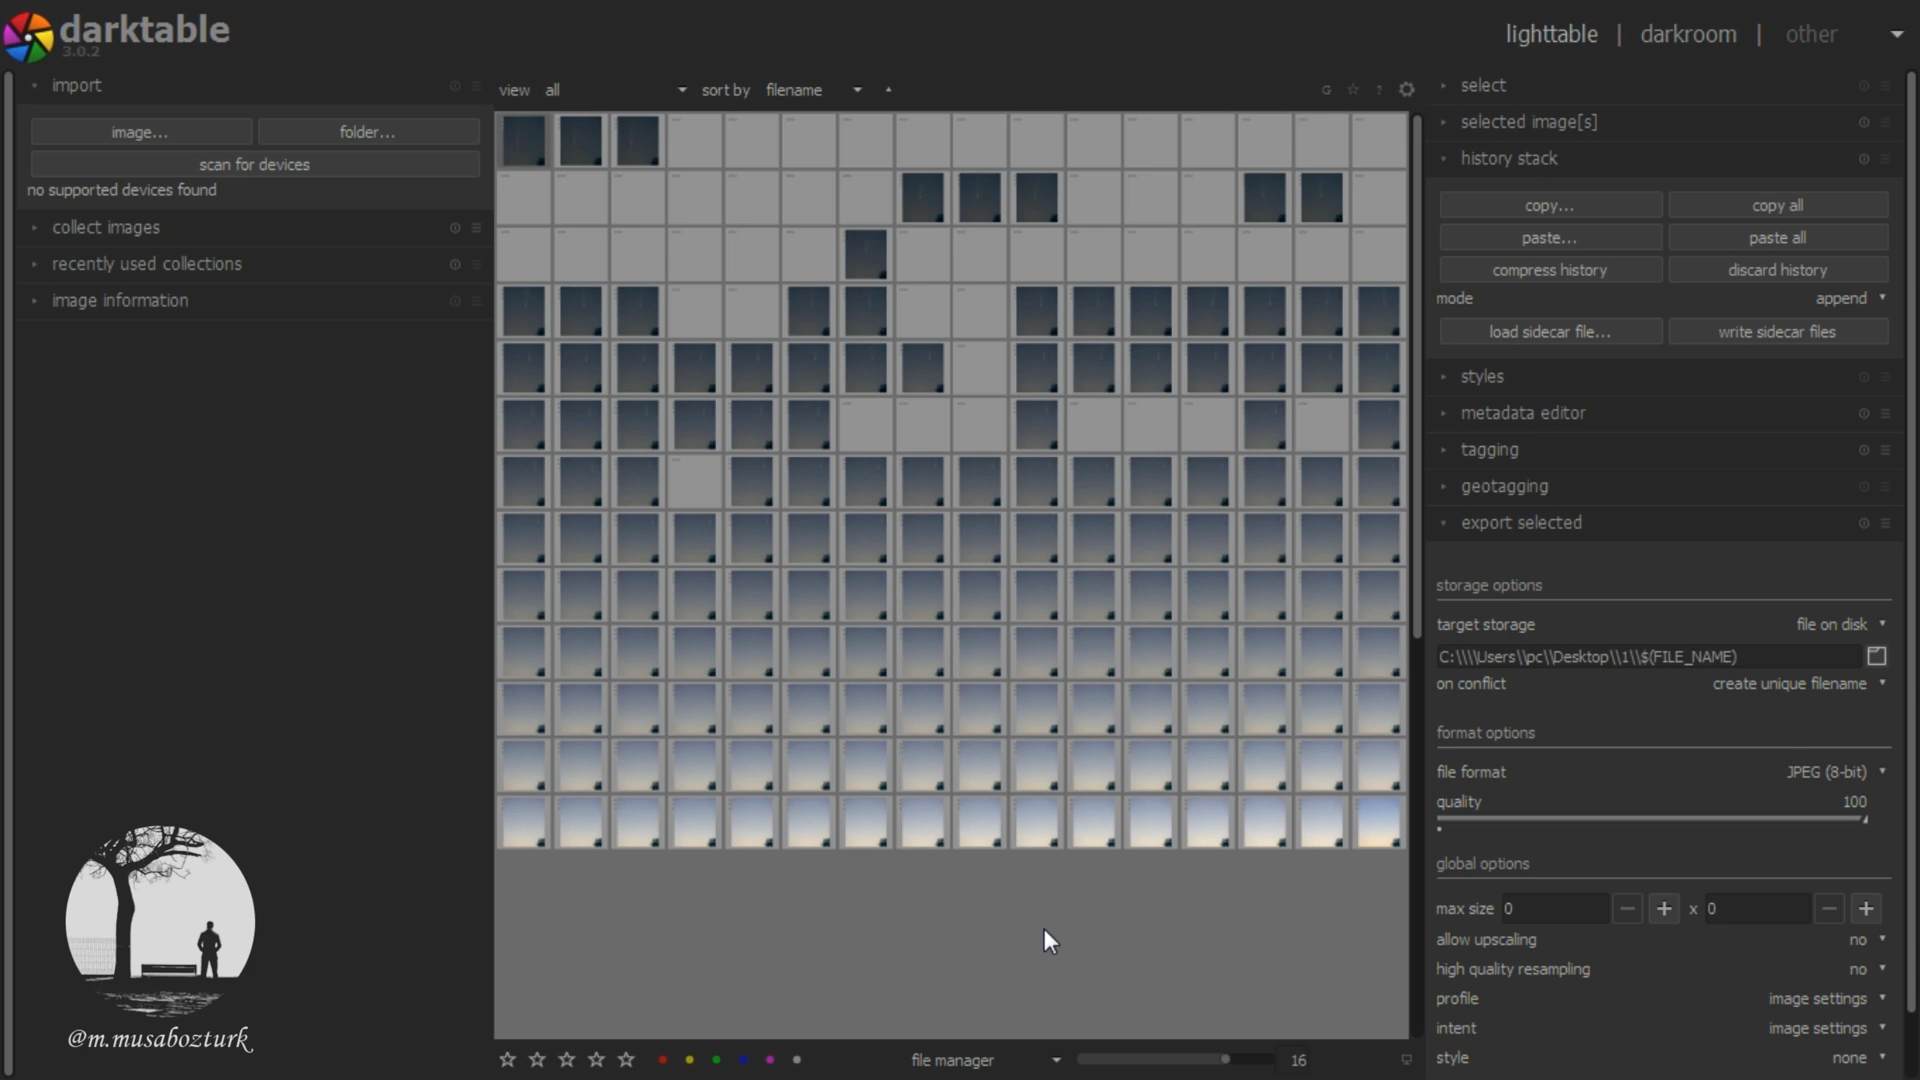 darktable
3.0.2
lighttable | darkroom | other
import
image...
folder...
scan for devices
no supported devices found
collect images
recently used collections
image information
view all
sort by filename
G
?
select
selected image[s]
history stack
copy...
copy all
paste...
paste all
compress history
discard history
mode
append
load sidecar file...
write sidecar files
styles
metadata editor
tagging
geotagging
export selected
storage options
target storage
file on disk
C:\\\\Users\\pc\\Desktop\\1\\$(FILE_NAME)
on conflict
create unique filename
format options
file format
JPEG (8-bit)
quality
100
global options
max size 0 − + x 0 − +
allow upscaling
no
high quality resampling
no
profile
image settings
intent
image settings
style
none
@m.musabozturk
file manager
16